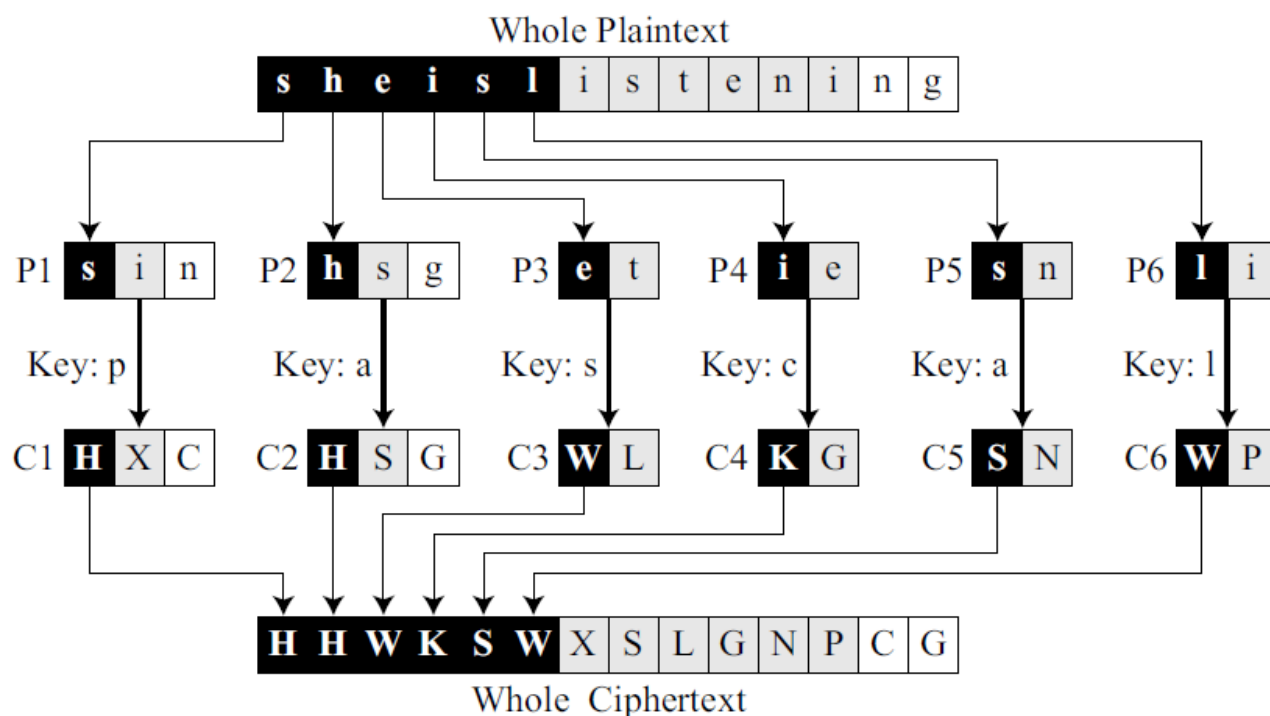 Whole Plaintext
s h e i s l i s t e n i n g
P1 s i n P2 h s g P3 e t P4 i e P5 s n P6 l i
Key: p Key: a Key: s Key: c Key: a Key: l
C1 H X C C2 H S G C3 W L C4 K G C5 S N C6 W P
H H W K S W X S L G N P C G
Whole Ciphertext